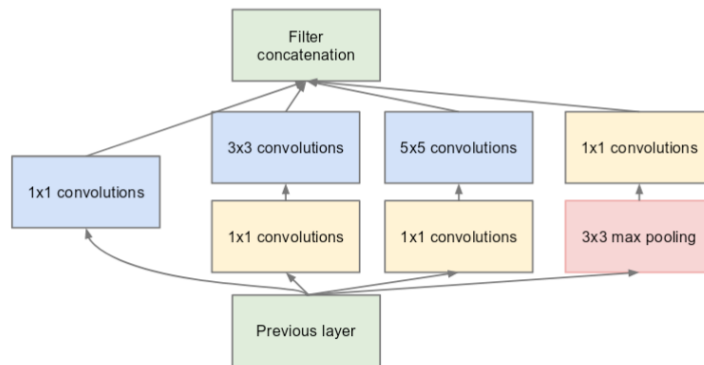 Filter
concatenation
3x3 convolutions
5x5 convolutions
1x1 convolutions
1x1 convolutions
1x1 convolutions
1x1 convolutions
3x3 max pooling
Previous layer